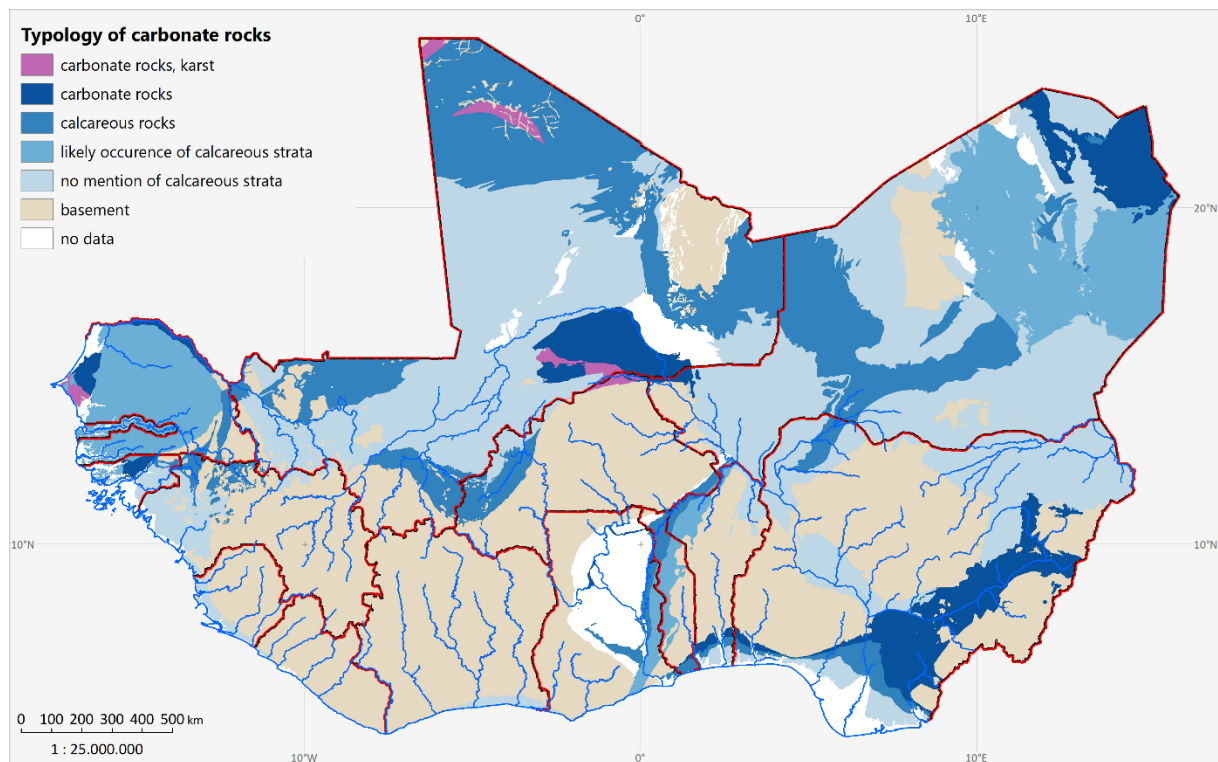 0°
10°E
Typology of carbonate rocks
carbonate rocks, karst
carbonate rocks
calcareous rocks
likely occurence of calcareous strata
no mention of calcareous strata
basement
no data
20°N
10°N
10°N
0 100 200 300 400 500 km
1 : 25.000.000
10°W
0°
10°E